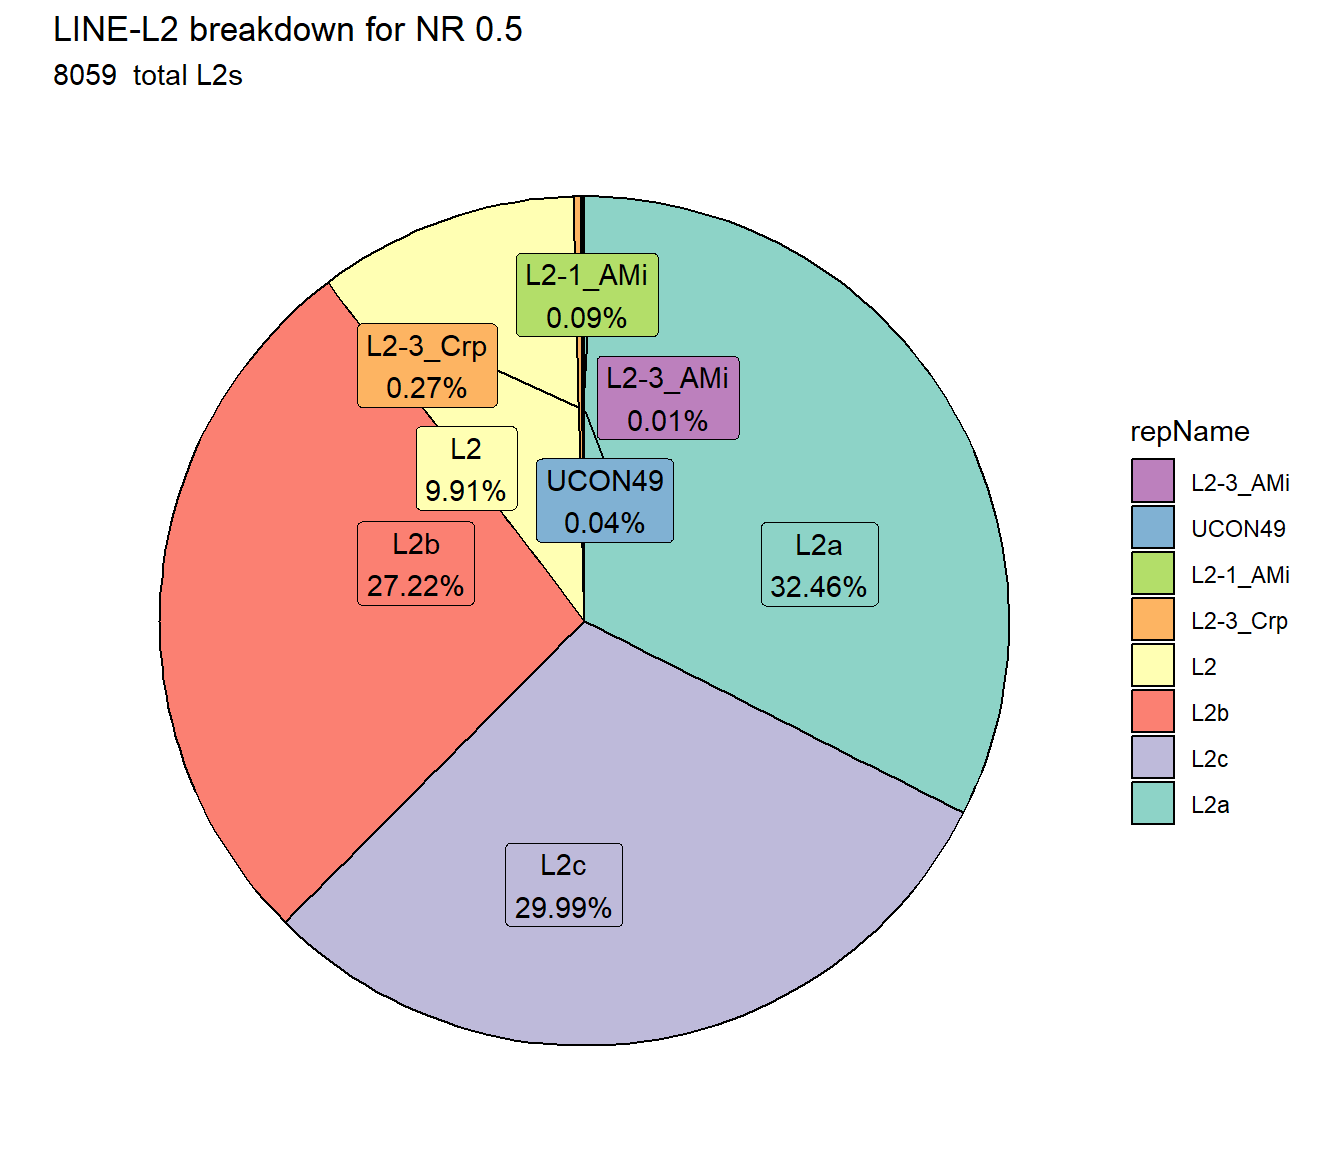 LINE-L2 breakdown for NR 0.5
8059  total L2s
L2-1_AMi
0.09%
L2-3_Crp
0.27%
L2-3_AMi
0.01%
L2
9.91%
UCON49
0.04%
L2b
27.22%
L2a
32.46%
L2c
29.99%
repName
L2-3_AMi
UCON49
L2-1_AMi
L2-3_Crp
L2
L2b
L2c
L2a